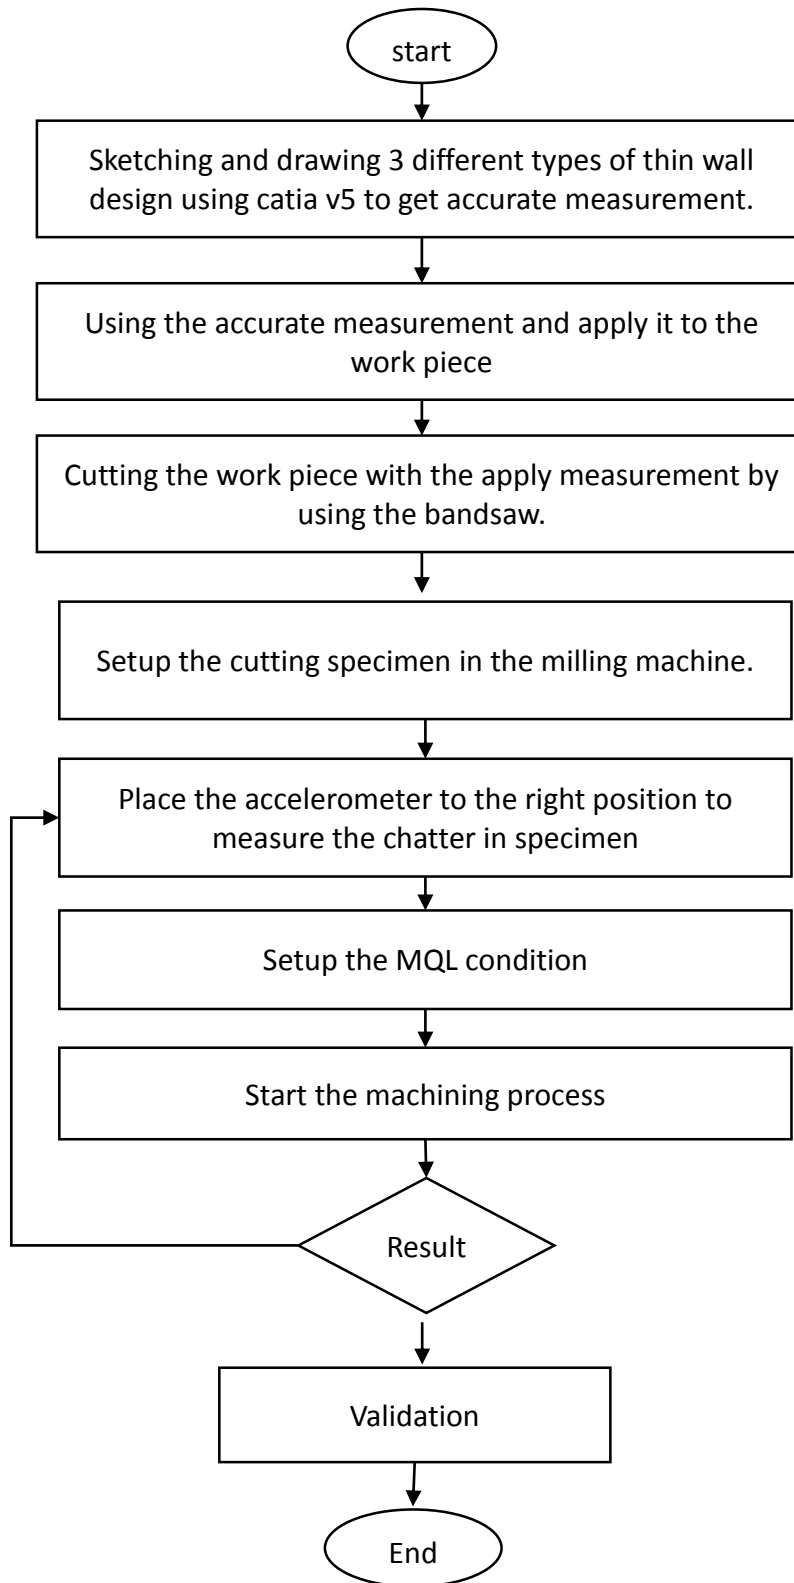 start
Sketching and drawing 3 different types of thin wall
design using catia v5 to get accurate measurement.
Using the accurate measurement and apply it to the
work piece
Cutting the work piece with the apply measurement by
using the bandsaw.
Setup the cutting specimen in the milling machine.
Place the accelerometer to the right position to
measure the chatter in specimen
Setup the MQL condition
Start the machining process
Result
Validation
End